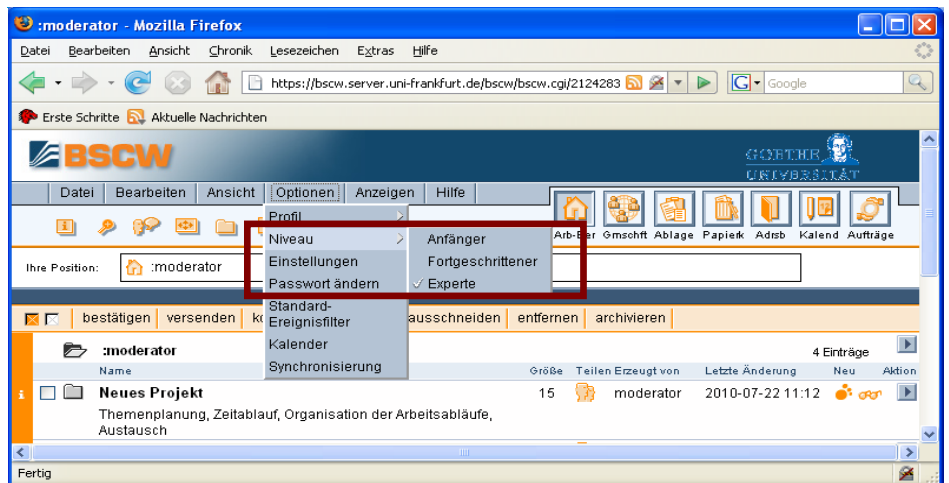 :moderator - Mozilla Firefox
Datei Bearbeiten Ansicht Chronik Lesezeichen Extras Hilfe
https://bscw.server.uni-frankfurt.de/bscw/bscw.cgi/2124283 G Google
Erste Schritte Aktuelle Nachrichten
BSCW
GOETHE
UNIVERSITÄT
Datei Bearbeiten Ansicht Optionen Anzeigen Hilfe
Profil
Niveau Anfänger
Einstellungen Fortgeschrittener
Passwort ändern Experte
Standard-
Ereignisfilter
Kalender
Synchronisierung
Gmschft Ablage Papierk Adrsb Kalend Aufträge
Ihre Position: :moderator
bestätigen versenden ausschneiden entfernen archivieren
:moderator 4 Einträge
Name Größe Teilen Erzeugt von Letzte Änderung Neu Aktion
Neues Projekt 15 moderator 2010-07-22 11:12
Themenplanung, Zeitablauf, Organisation der Arbeitsabläufe,
Austausch
Fertig